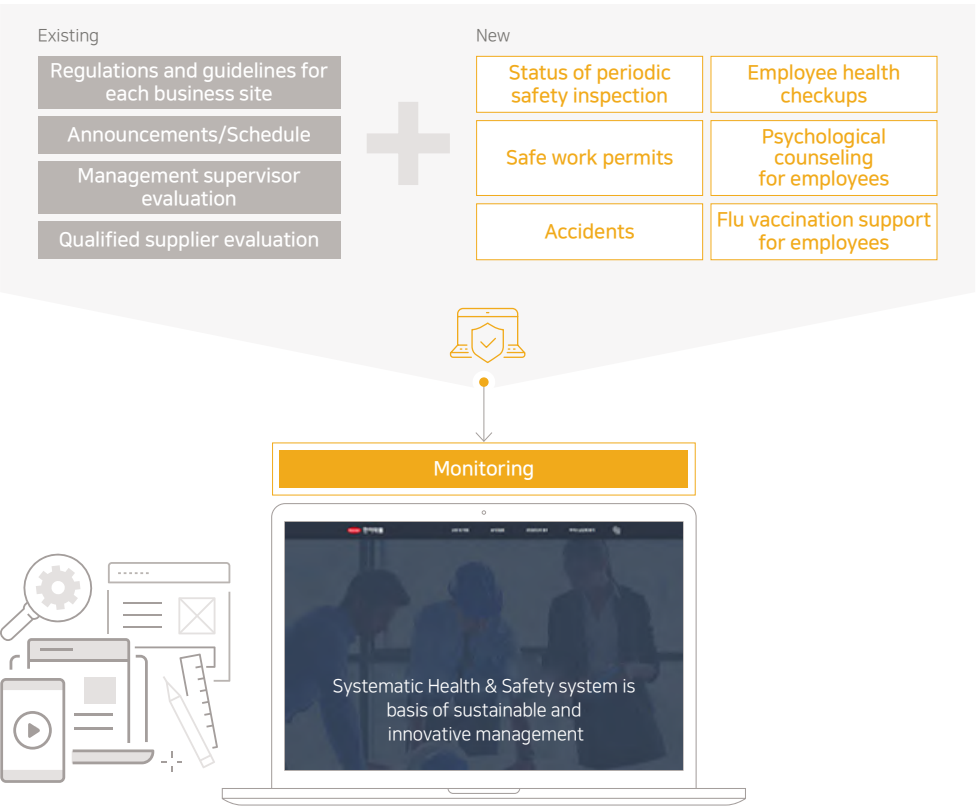 Existing
Regulations and guidelines for
each business site
Announcements/Schedule
Management supervisor
evaluation
Qualified supplier evaluation
New
Status of periodic
safety inspection
Employee health
checkups
Safe work permits
Psychological
counseling
for employees
Accidents
Flu vaccination support
for employees
Monitoring
Systematic Health & Safety system is
basis of sustainable and
innovative management